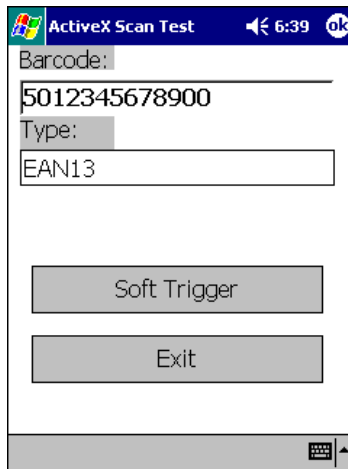 ActiveX Scan Test 6:39 ok
Barcode:
5012345678900
Type:
EAN13
Soft Trigger
Exit